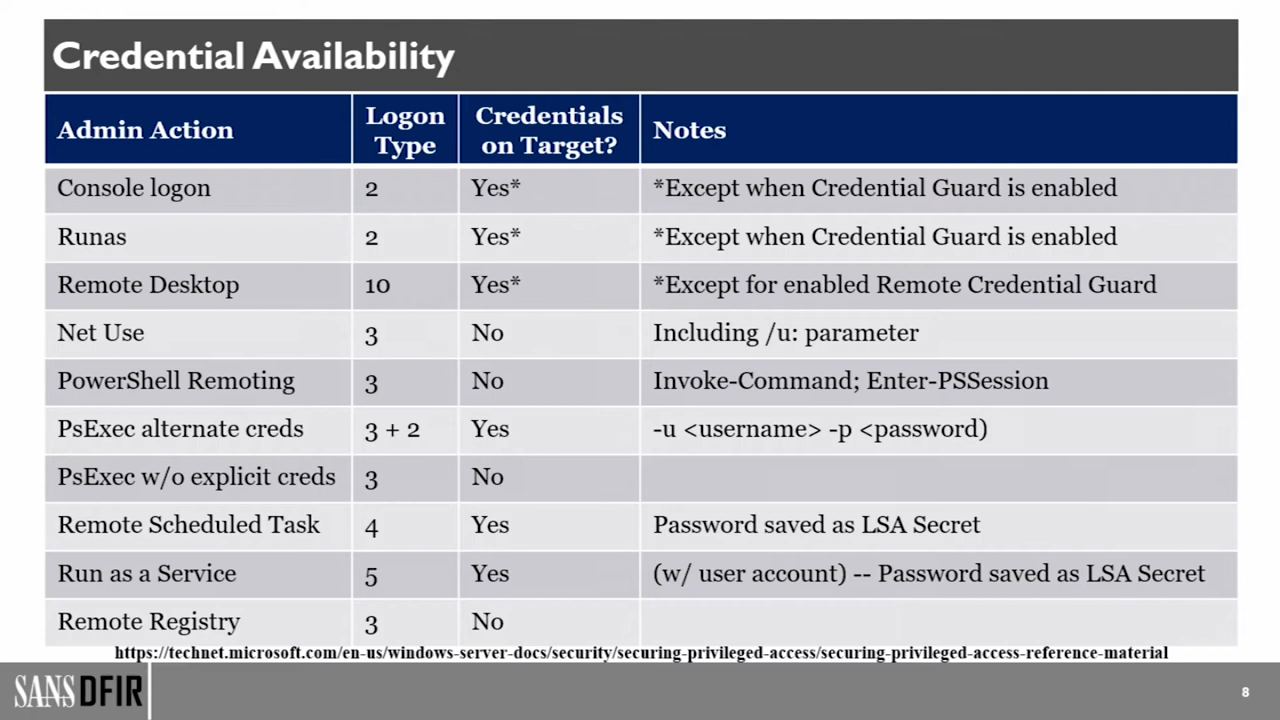 Credential Availability
Admin Action Logon Type Credentials on Target? Notes
Console logon 2 Yes* *Except when Credential Guard is enabled
Runas 2 Yes* *Except when Credential Guard is enabled
Remote Desktop 10 Yes* *Except for enabled Remote Credential Guard
Net Use 3 No Including /u: parameter
PowerShell Remoting 3 No Invoke-Command; Enter-PSSession
PsExec alternate creds 3 + 2 Yes -u <username> -p <password)
PsExec w/o explicit creds 3 No
Remote Scheduled Task 4 Yes Password saved as LSA Secret
Run as a Service 5 Yes (w/ user account) -- Password saved as LSA Secret
Remote Registry 3 No
https://technet.microsoft.com/en-us/windows-server-docs/security/securing-privileged-access/securing-privileged-access-reference-material
SANS DFIR 8